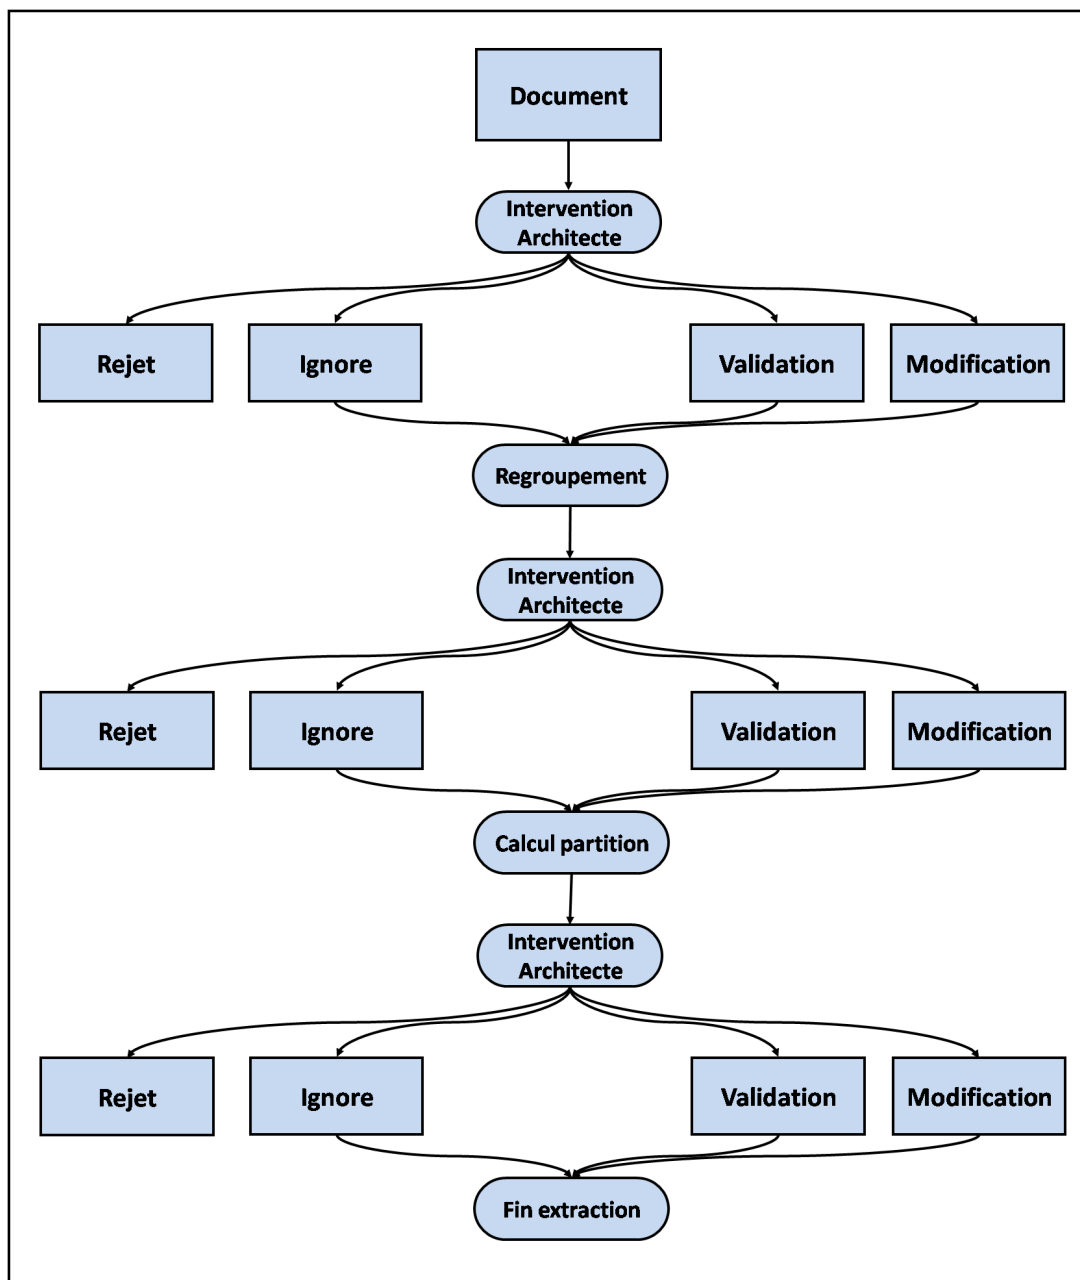 Document
Intervention
Architecte
Rejet
Ignore
Validation
Modification
Regroupement
Intervention
Architecte
Rejet
Ignore
Validation
Modification
Calcul partition
Intervention
Architecte
Rejet
Ignore
Validation
Modification
Fin extraction